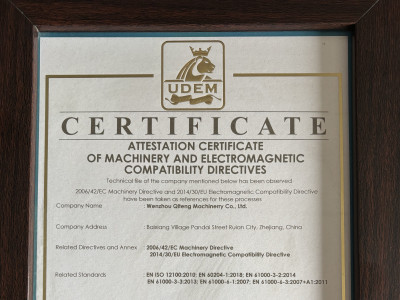 UDEM
CERTIFICATE
ATTESTATION CERTIFICATE
OF MACHINERY AND ELECTROMAGNETIC
COMPATIBILITY DIRECTIVES
Technical file of the company mentioned below has been observed
2006/42/EC Machinery Directive and 2014/30/EU Electromagnetic Compatibility Directive
have been taken as references for these processes
Company Name Wenzhou Qiteng Machinerry Co., Ltd.
Company Address Baixiang Village Pandai Street Ruian City, Zhejiang, China
Related Directives and Annex 2006/42/EC Machinery Directive
2014/30/EU Electromagnetic Compatibility Directive
Related Standards EN ISO 12100:2018; EN 60204-1:2018; EN 61000-3-2:2014
EN 61000-3-3:2013; EN 61000-6-1:2007; EN 61000-6-3:2007+A1:2011